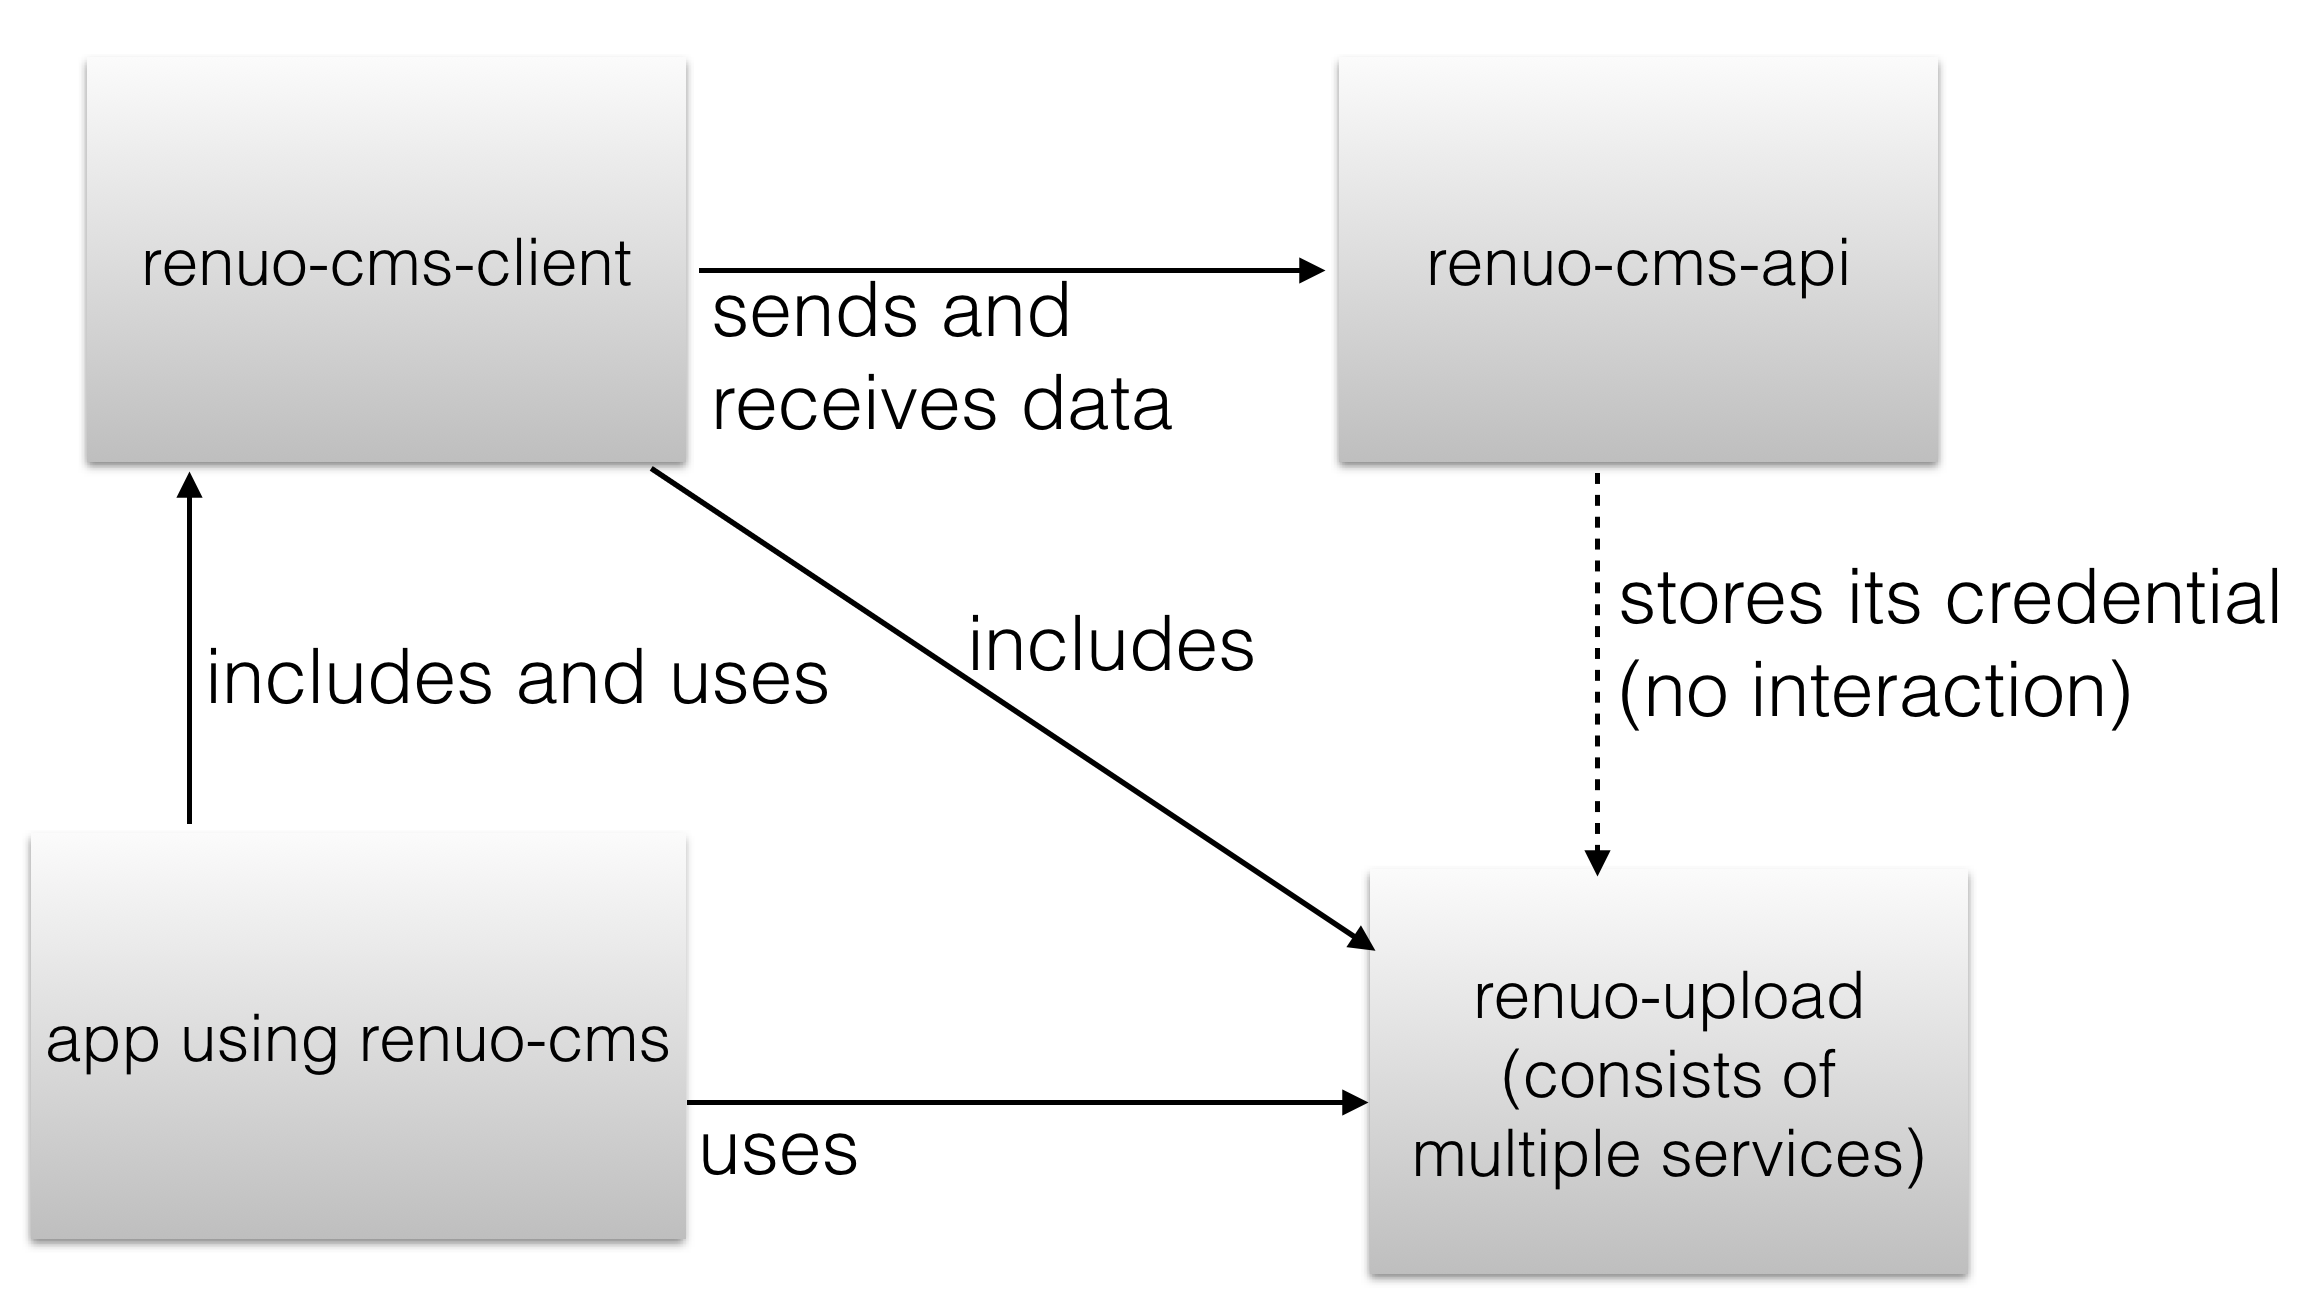 renuo-cms-client
renuo-cms-api
sends and
receives data
stores its credential
(no interaction)
includes
includes and uses
app using renuo-cms
renuo-upload
(consists of
multiple services)
uses